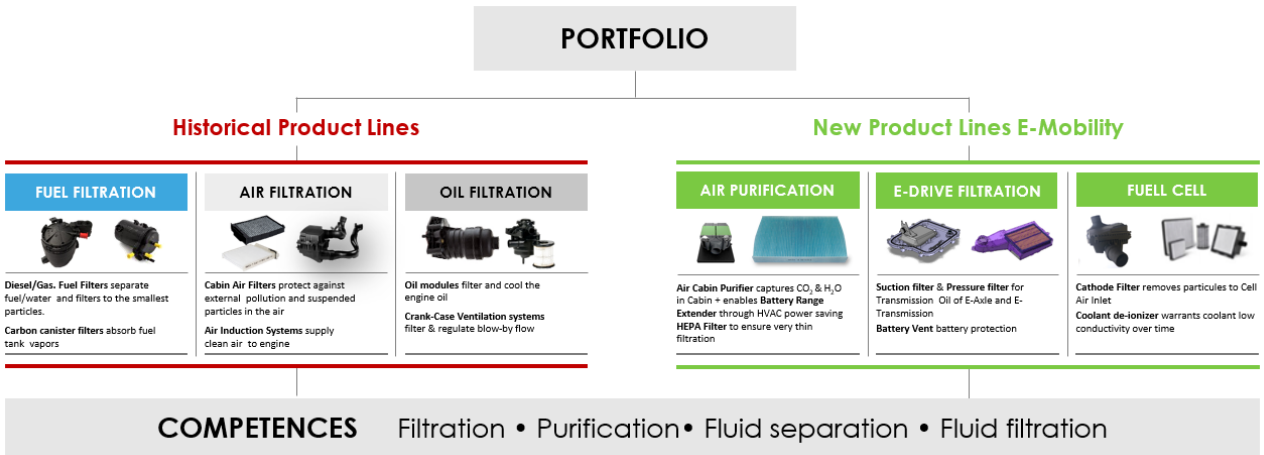 PORTFOLIO
Historical Product Lines
New Product Lines E-Mobility
FUEL FILTRATION
Diesel/Gas. Fuel Filters separate
fuel/water and filters to the smallest
particles.
Carbon canister filters absorb fuel
tank vapors
AIR FILTRATION
Cabin Air Filters protect against
external pollution and suspended
particles in the air
Air Induction Systems supply
clean air to engine
OIL FILTRATION
Oil modules filter and cool the
engine oil
Crank-Case Ventilation systems
filter & regulate blow-by flow
AIR PURIFICATION
Air Cabin Purifier captures CO₂ & H₂O
in Cabin + enables Battery Range
Extender through HVAC power saving
HEPA Filter to ensure very thin
filtration
E-DRIVE FILTRATION
Suction filter & Pressure filter for
Transmission Oil of E-Axle and E-
Transmission
Battery Vent battery protection
FUELL CELL
Cathode Filter removes particules to Cell
Air Inlet
Coolant de-ionizer warrants coolant low
conductivity over time
COMPETENCES Filtration • Purification• Fluid separation • Fluid filtration